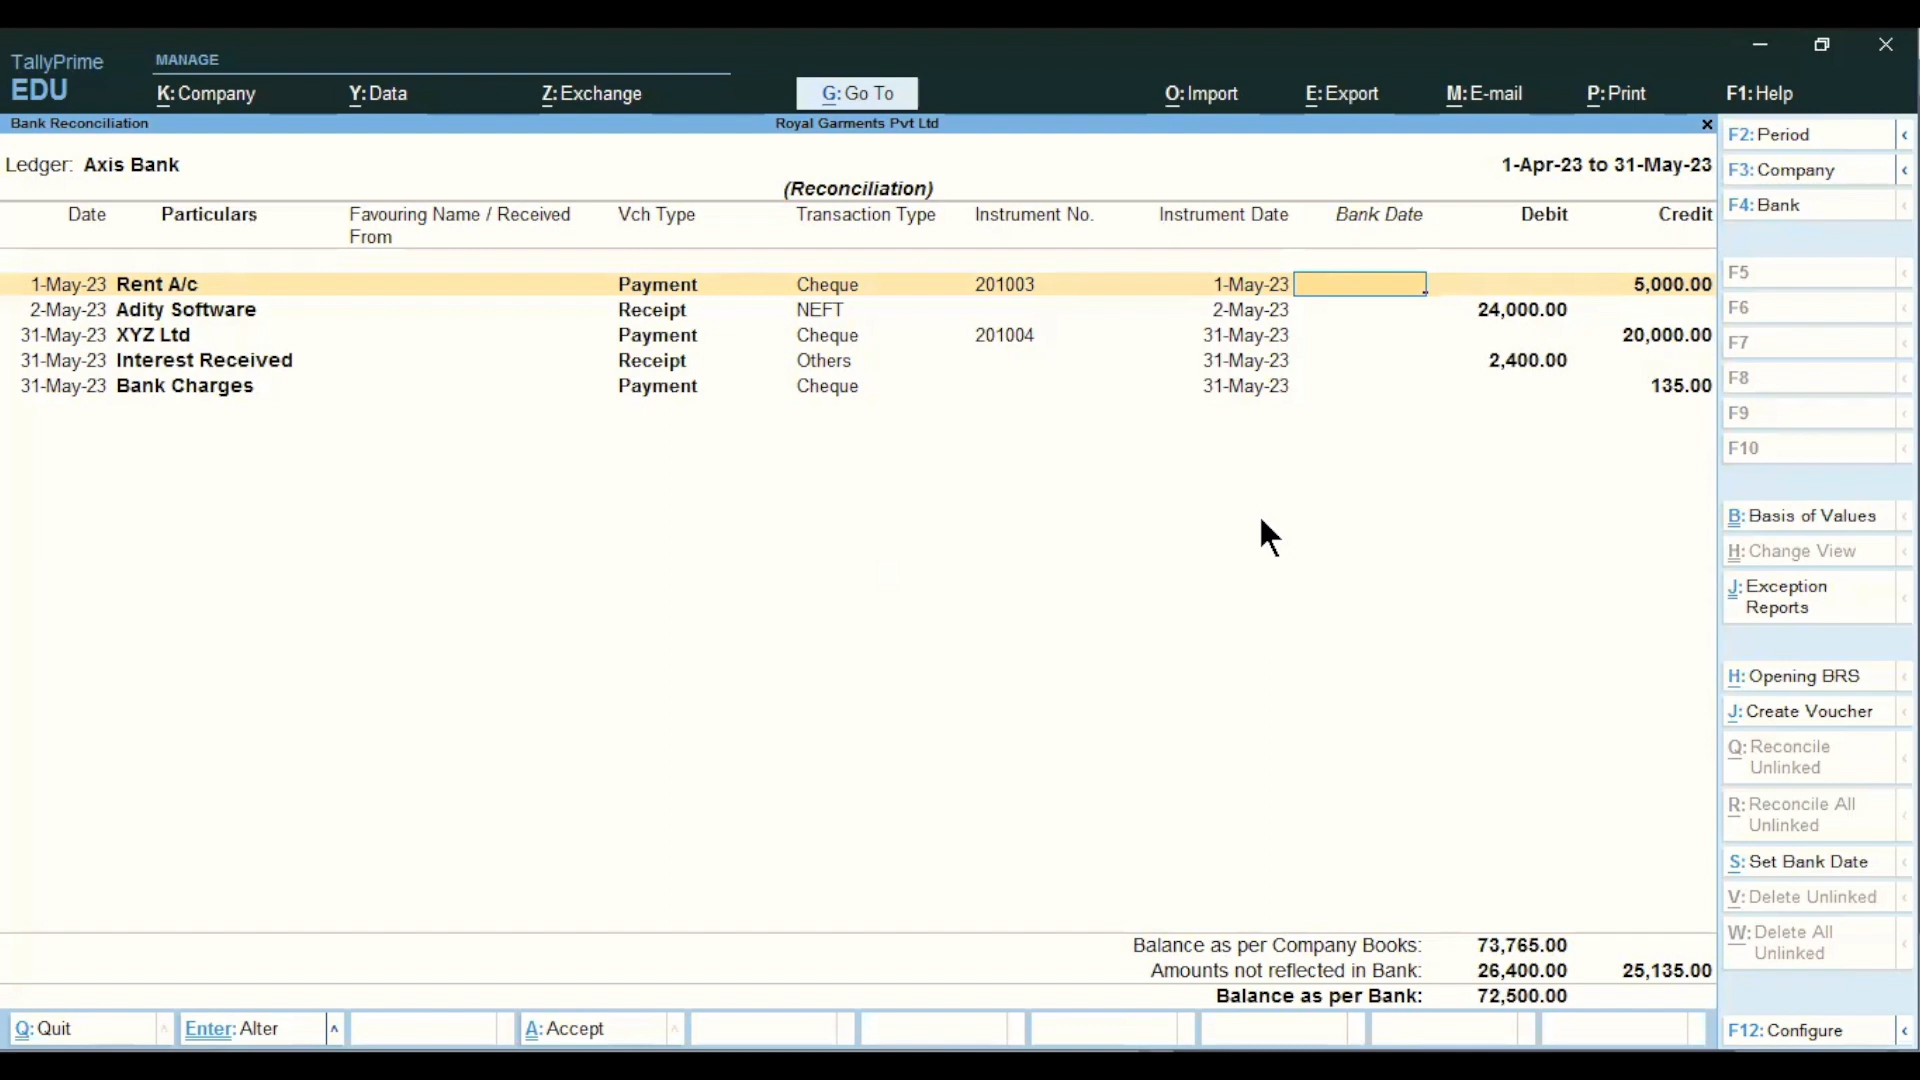 TallyPrime
EDU
MANAGE
K: Company Y: Data Z: Exchange G: Go To O: Import E: Export M: E-mail P: Print F1: Help
Bank Reconciliation Royal Garments Pvt Ltd
Ledger: Axis Bank 1-Apr-23 to 31-May-23
(Reconciliation)
Date Particulars Favouring Name / Received From Vch Type Transaction Type Instrument No. Instrument Date Bank Date Debit Credit
1-May-23 Rent A/c Payment Cheque 201003 1-May-23 5,000.00
2-May-23 Adity Software Receipt NEFT 2-May-23 24,000.00
31-May-23 XYZ Ltd Payment Cheque 201004 31-May-23 20,000.00
31-May-23 Interest Received Receipt Others 31-May-23 2,400.00
31-May-23 Bank Charges Payment Cheque 31-May-23 135.00
Balance as per Company Books: 73,765.00
Amounts not reflected in Bank: 26,400.00 25,135.00
Balance as per Bank: 72,500.00
Q: Quit Enter: Alter A: Accept
F2: Period
F3: Company
F4: Bank
F5
F6
F7
F8
F9
F10
B: Basis of Values
H: Change View
J: Exception
Reports
H: Opening BRS
J: Create Voucher
Q: Reconcile
Unlinked
R: Reconcile All
Unlinked
S: Set Bank Date
V: Delete Unlinked
W: Delete All
Unlinked
F12: Configure